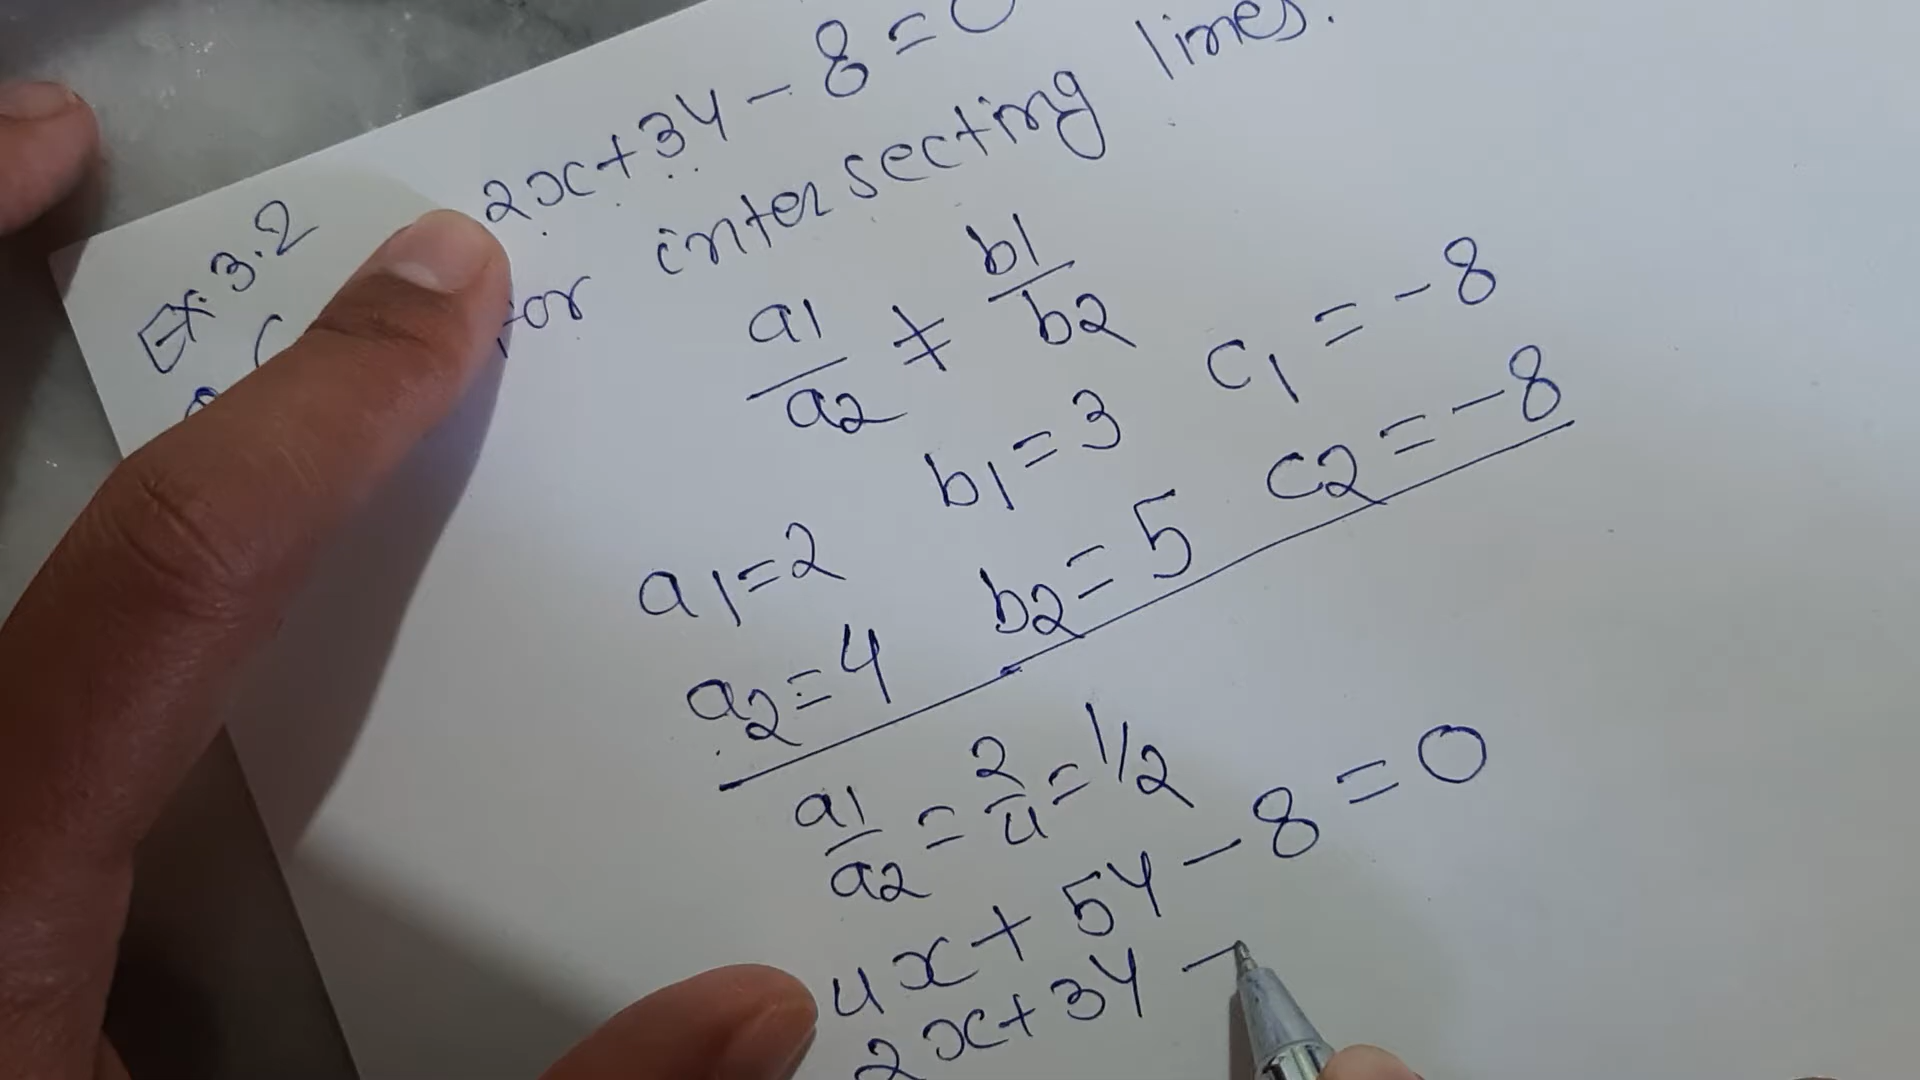 2x+3y-8=0
Ex. 3.2
for intersecting lines.
a1/a2 ≠ b1/b2
a1=2 b1=3 c1=-8
a2=4 b2=5 c2=-8
a1/a2 = 2/4 = 1/2
4x+5y-8=0
2x+3y-